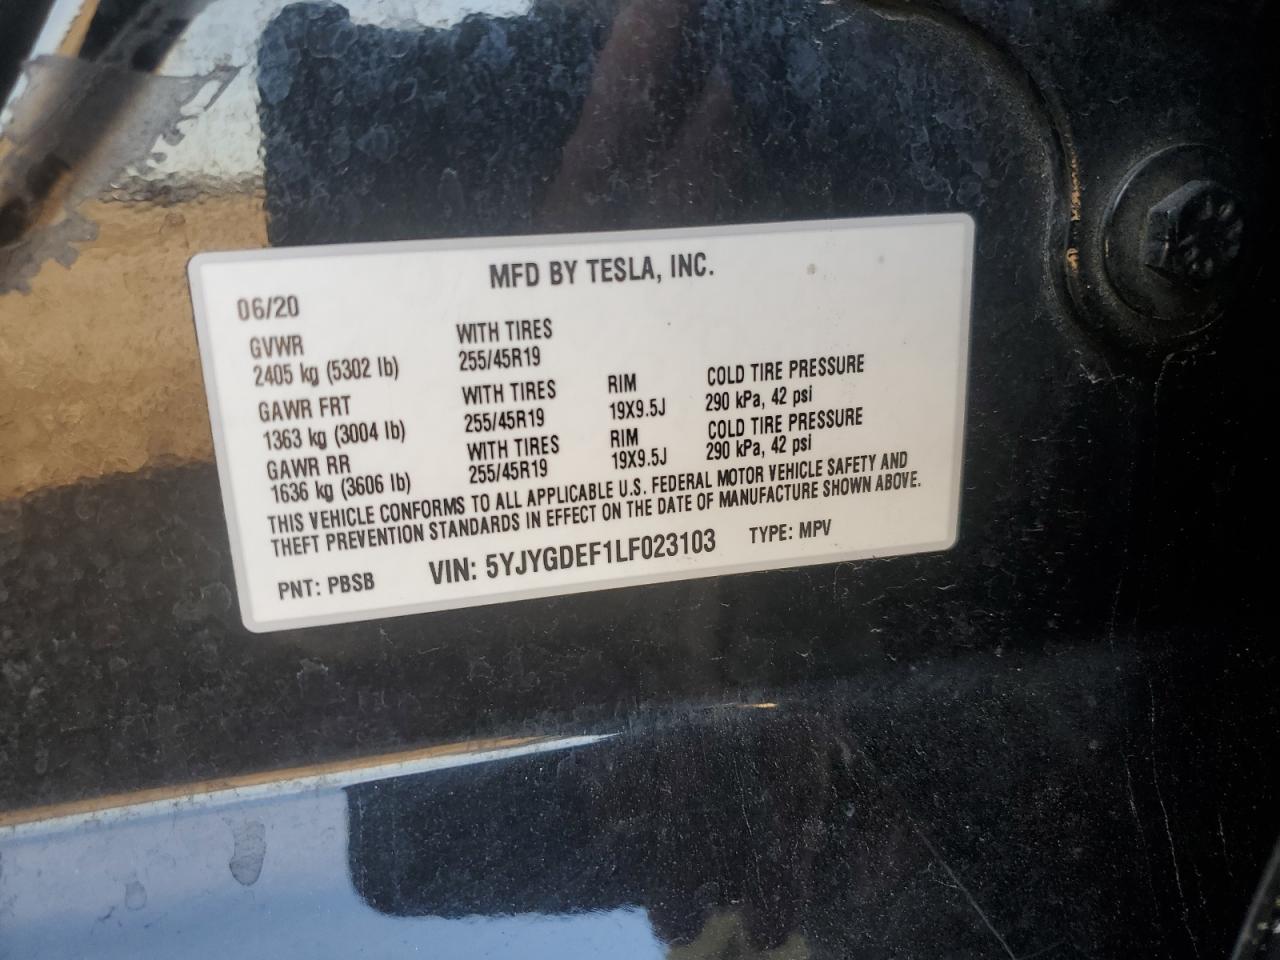 MFD BY TESLA, INC.
06/20
GVWR WITH TIRES
2405 kg (5302 lb) 255/45R19
GAWR FRT WITH TIRES RIM COLD TIRE PRESSURE
1363 kg (3004 lb) 255/45R19 19X9.5J 290 kPa, 42 psi
GAWR RR WITH TIRES RIM COLD TIRE PRESSURE
1636 kg (3606 lb) 255/45R19 19X9.5J 290 kPa, 42 psi
THIS VEHICLE CONFORMS TO ALL APPLICABLE U.S. FEDERAL MOTOR VEHICLE SAFETY AND
THEFT PREVENTION STANDARDS IN EFFECT ON THE DATE OF MANUFACTURE SHOWN ABOVE.
PNT: PBSB VIN: 5YJYGDEF1LF023103 TYPE: MPV